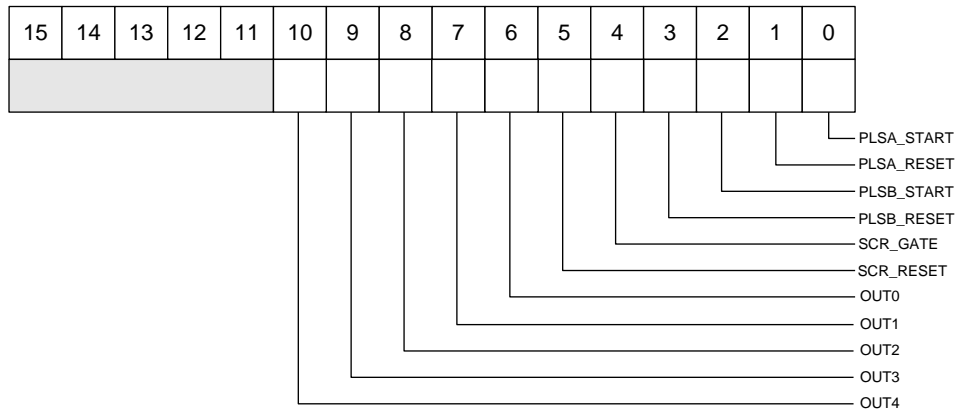 15 14 13 12 11 10 9 8 7 6 5 4 3 2 1 0
PLSA_START
PLSA_RESET
PLSB_START
PLSB_RESET
SCR_GATE
SCR_RESET
OUT0
OUT1
OUT2
OUT3
OUT4